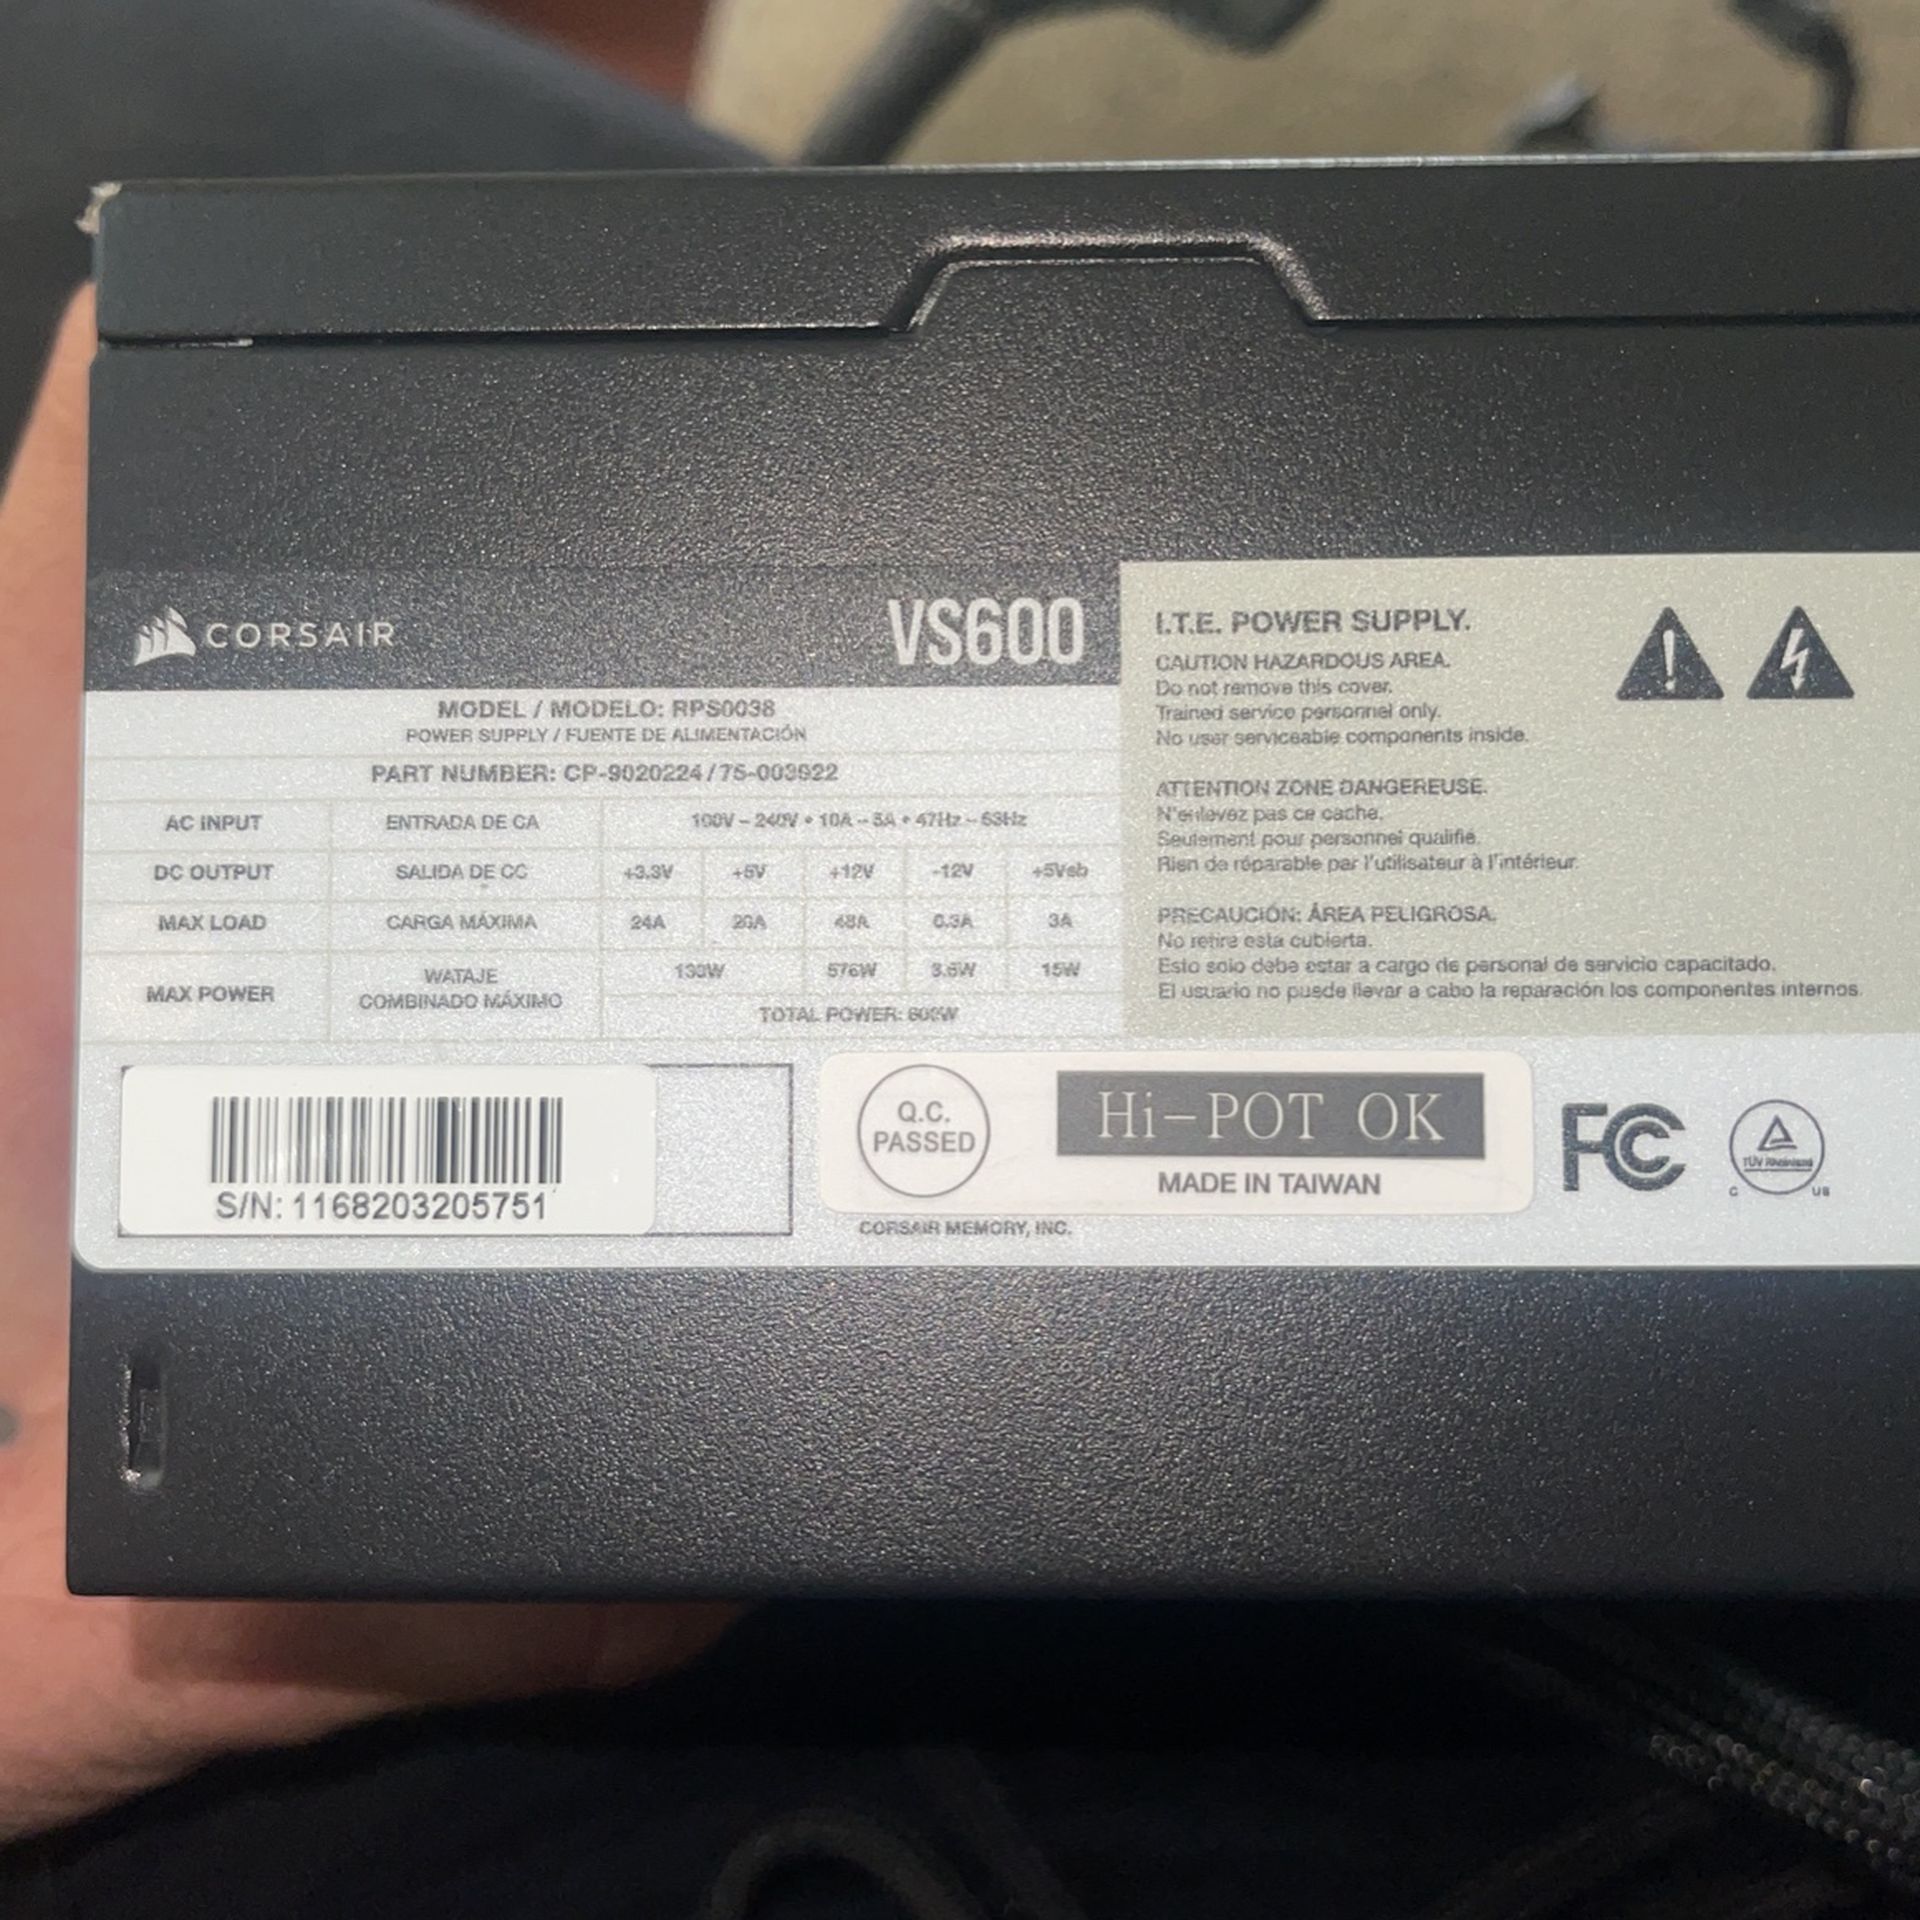 CORSAIR
VS600
MODEL / MODELO: RPS0038
POWER SUPPLY / FUENTE DE ALIMENTACIÓN
PART NUMBER: CP-9020224 / 75-003922
AC INPUT ENTRADA DE CA 100V – 240V • 10A – 5A • 47Hz – 63Hz
DC OUTPUT SALIDA DE CC +3.3V +5V +12V -12V +5Vsb
MAX LOAD CARGA MÁXIMA 24A 20A 48A 0.3A 3A
MAX POWER WATAJE COMBINADO MÁXIMO 130W 576W 3.6W 15W
TOTAL POWER: 600W
S/N: 1168203205751
I.T.E. POWER SUPPLY.
CAUTION HAZARDOUS AREA.
Do not remove this cover.
Trained service personnel only.
No user serviceable components inside.
ATTENTION ZONE DANGEREUSE.
N'enlevez pas ce cache.
Seulement pour personnel qualifié.
Rien de réparable par l'utilisateur à l'intérieur.
PRECAUCIÓN: ÁREA PELIGROSA.
No retire esta cubierta.
Esto solo debe estar a cargo de personal de servicio capacitado.
El usuario no puede llevar a cabo la reparación los componentes internos.
Q.C.
PASSED
Hi-POT OK
MADE IN TAIWAN
CORSAIR MEMORY, INC.
FC
TÜV Rheinland
C US